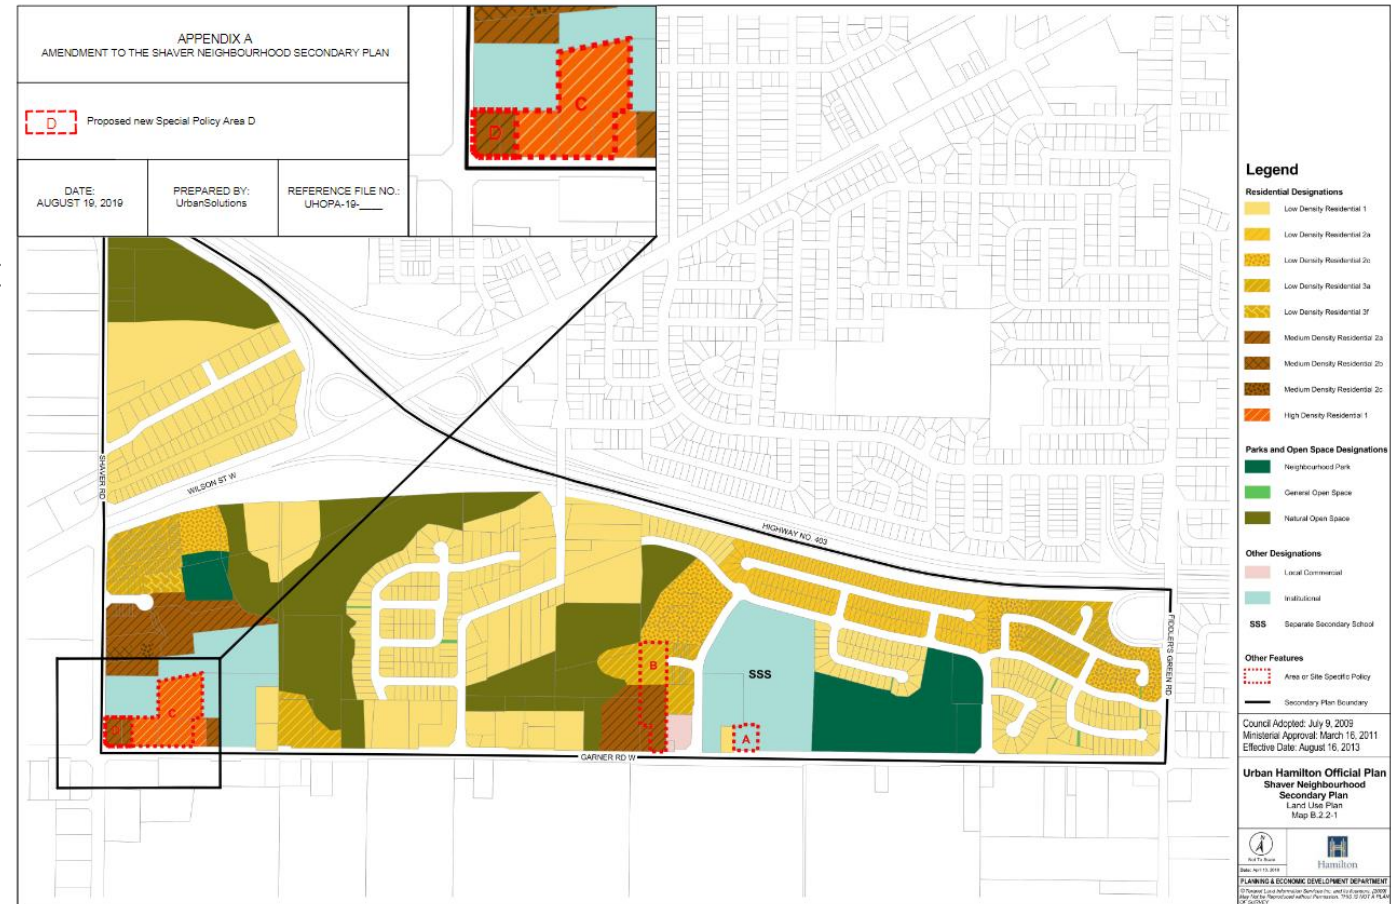 APPENDIX A
AMENDMENT TO THE SHAVER NEIGHBOURHOOD SECONDARY PLAN
D
Proposed new Special Policy Area D
DATE:
AUGUST 19, 2019
PREPARED BY:
UrbanSolutions
REFERENCE FILE NO.:
UHOPA-19-____
C
D
SHAVER RD
WILSON ST W
HIGHWAY NO. 403
FIDDLER'S GREEN RD
B
SSS
C
A
GARNER RD W
Legend
Residential Designations
Low Density Residential 1
Low Density Residential 2a
Low Density Residential 2c
Low Density Residential 3a
Low Density Residential 3f
Medium Density Residential 2a
Medium Density Residential 2b
Medium Density Residential 2c
High Density Residential 1
Parks and Open Space Designations
Neighbourhood Park
General Open Space
Natural Open Space
Other Designations
Local Commercial
Institutional
SSS Separate Secondary School
Other Features
Area or Site Specific Policy
Secondary Plan Boundary
Council Adopted: July 9, 2009
Ministerial Approval: March 16, 2011
Effective Date: August 16, 2013
Urban Hamilton Official Plan
Shaver Neighbourhood
Secondary Plan
Land Use Plan
Map B.2.2-1
N
Not To Scale
Hamilton
PLANNING & ECONOMIC DEVELOPMENT DEPARTMENT